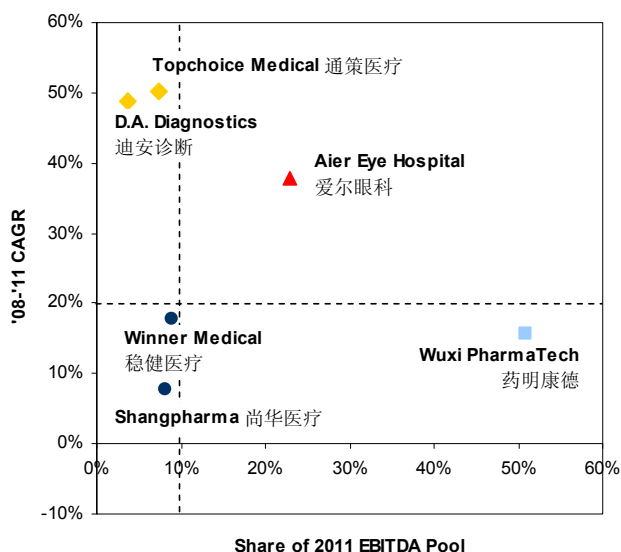 60%
Topchoice Medical 通策医疗
50%
D.A. Diagnostics
迪安诊断
40%
Aier Eye Hospital
爱尔眼科
30%
'08-'11 CAGR
20%
Winner Medical
稳健医疗
Wuxi PharmaTech
药明康德
10%
Shangpharma 尚华医疗
0%
0% 10% 20% 30% 40% 50% 60%
-10%
Share of 2011 EBITDA Pool